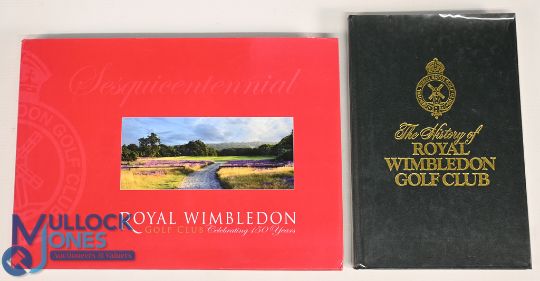 Sesquicentennial
ROYAL WIMBLEDON
GOLF CLUB Celebrating 150 Years
The History of
ROYAL
WIMBLEDON
GOLF CLUB
MULLOCK
JONES
Auctioneers & Valuers